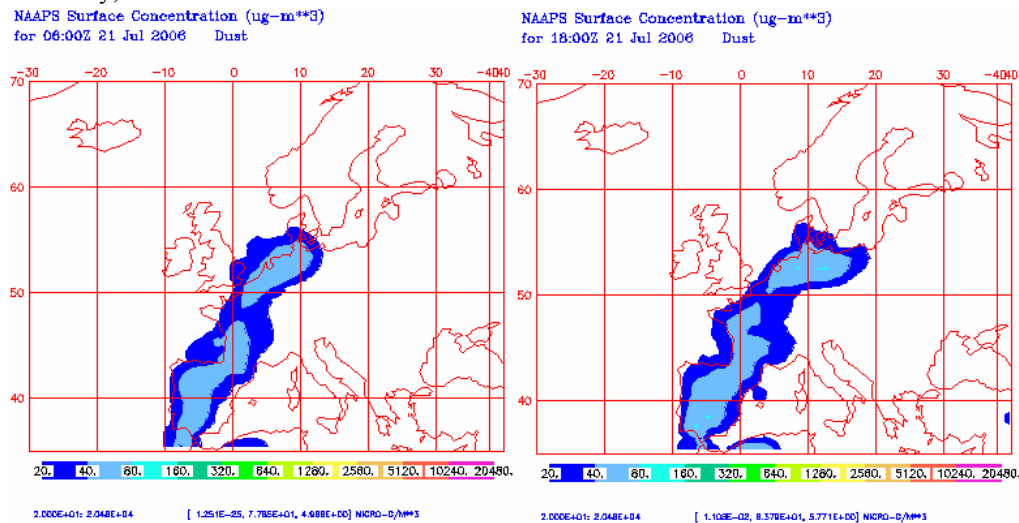 NAAPS Surface Concentration (ug-m**3)
for 06:00Z 21 Jul 2006 Dust
-30 -20 -10 0 10 20 30 -4040
70
60
50
40
20. 40. 80. 160. 320. 640. 1280. 2560. 5120. 10240. 20480.
2.000E+01: 2.048E+04 [ 1.251E-25, 7.785E+01, 4.988E+00] MICRO-G/M**3
NAAPS Surface Concentration (ug-m**3)
for 18:00Z 21 Jul 2006 Dust
-30 -20 -10 0 10 20 30 -4040
70
60
50
40
20. 40. 80. 160. 320. 640. 1280. 2560. 5120. 10240. 20480.
2.000E+01: 2.048E+04 [ 1.108E-02, 8.379E+01, 5.771E+00] MICRO-G/M**3